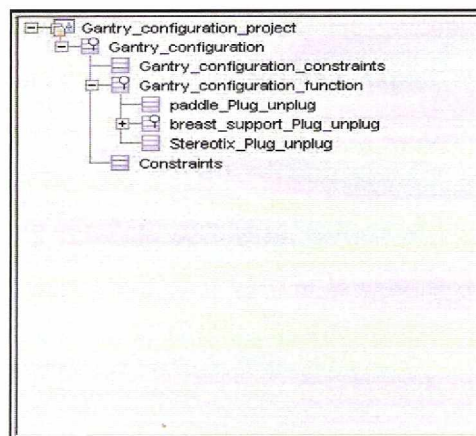 Gantry_configuration_project
Gantry_configuration
Gantry_configuration_constraints
Gantry_configuration_function
paddle_Plug_unplug
breast_support_Plug_unplug
Stereotix_Plug_unplug
Constraints